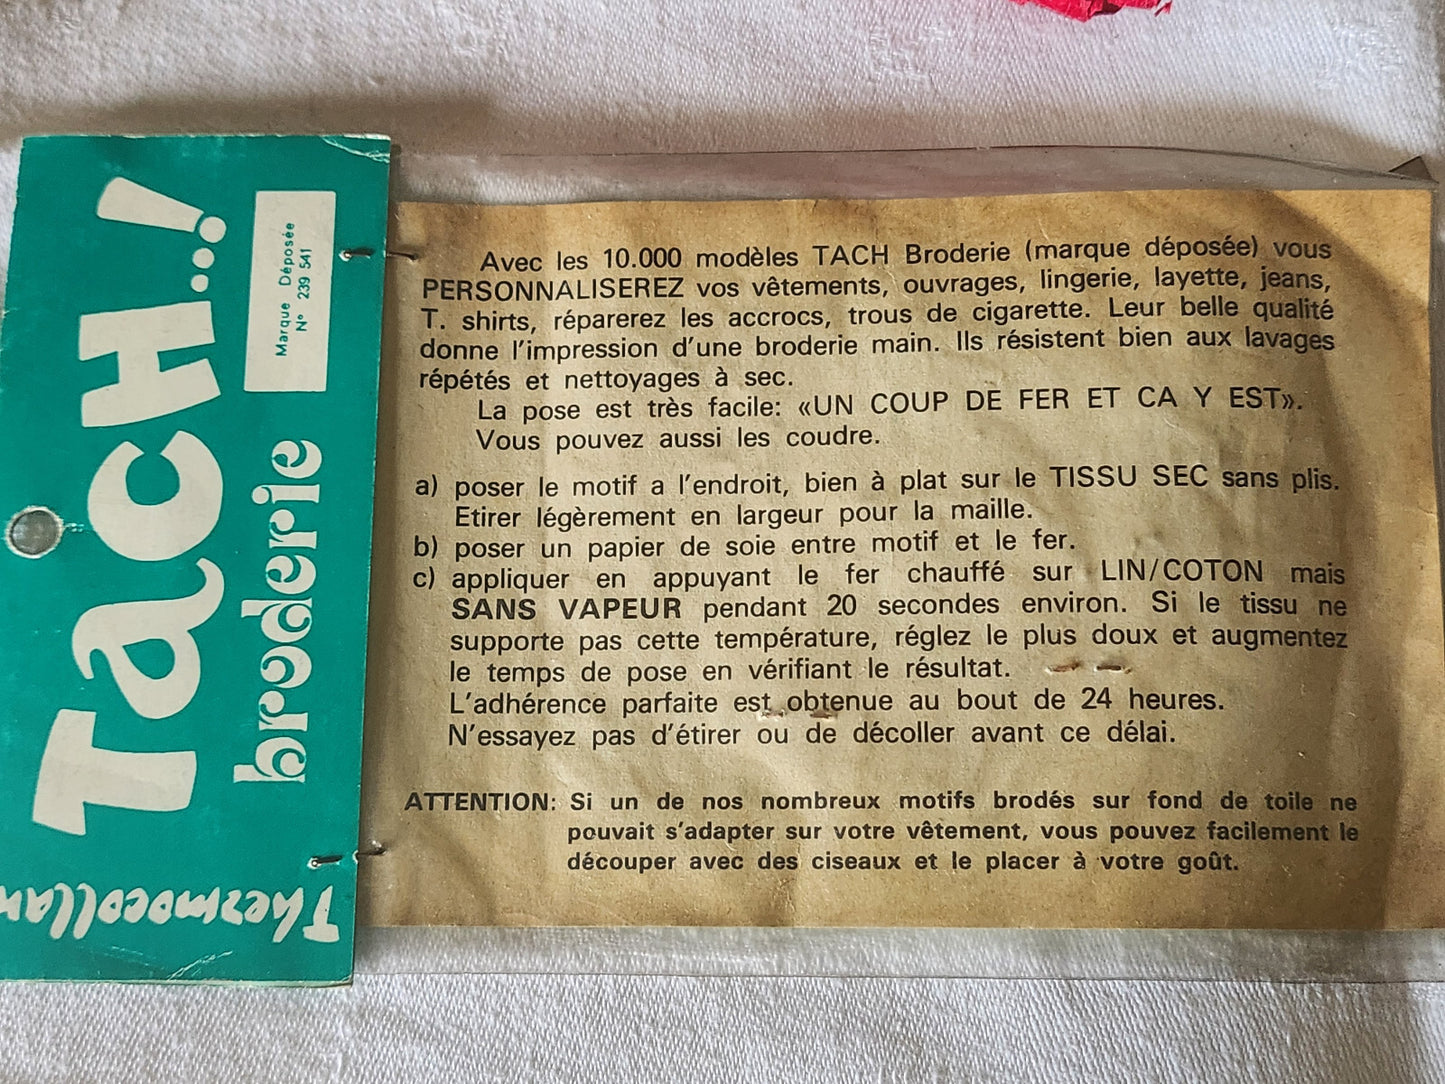 Tach...!
broderie
Marque Déposée
N° 239 541
Thermocollan
Avec les 10.000 modèles TACH Broderie (marque déposée) vous
PERSONNALISEREZ vos vêtements, ouvrages, lingerie, layette, jeans,
T. shirts, réparerez les accrocs, trous de cigarette. Leur belle qualité
donne l'impression d'une broderie main. Ils résistent bien aux lavages
répétés et nettoyages à sec.
La pose est très facile: «UN COUP DE FER ET CA Y EST».
Vous pouvez aussi les coudre.
a) poser le motif a l'endroit, bien à plat sur le TISSU SEC sans plis.
Etirer légèrement en largeur pour la maille.
b) poser un papier de soie entre motif et le fer.
c) appliquer en appuyant le fer chauffé sur LIN/COTON mais
SANS VAPEUR pendant 20 secondes environ. Si le tissu ne
supporte pas cette température, réglez le plus doux et augmentez
le temps de pose en vérifiant le résultat.
L'adhérence parfaite est obtenue au bout de 24 heures.
N'essayez pas d'étirer ou de décoller avant ce délai.
ATTENTION: Si un de nos nombreux motifs brodés sur fond de toile ne
pouvait s'adapter sur votre vêtement, vous pouvez facilement le
découper avec des ciseaux et le placer à votre goût.